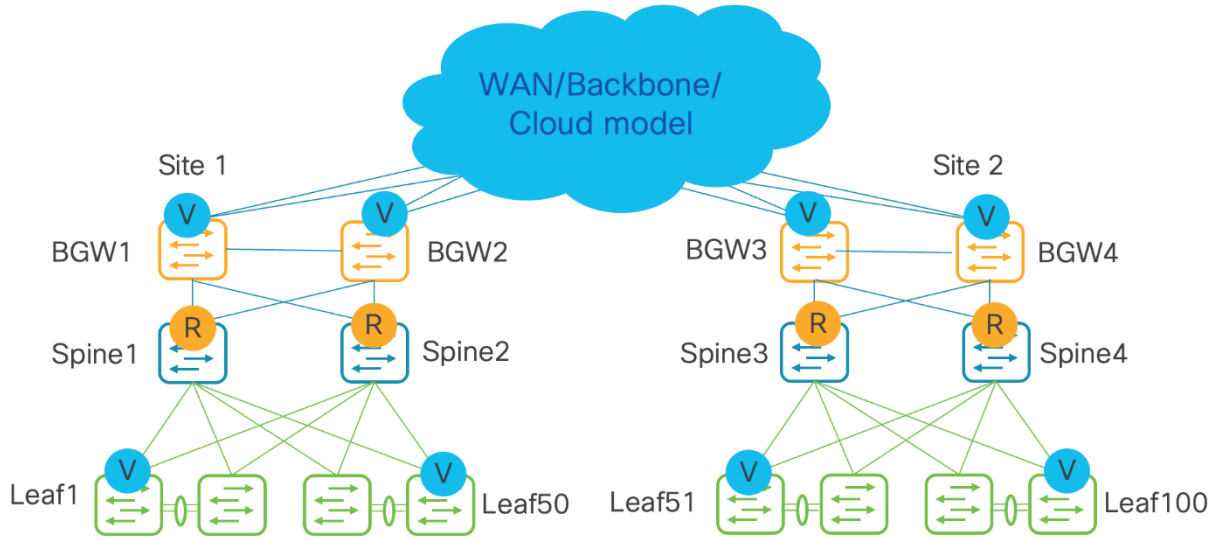 WAN/Backbone/
Cloud model
Site 1
Site 2
V
V
V
V
BGW1
BGW2
BGW3
BGW4
R
R
R
R
Spine1
Spine2
Spine3
Spine4
V
V
V
V
Leaf1
Leaf50
Leaf51
Leaf100